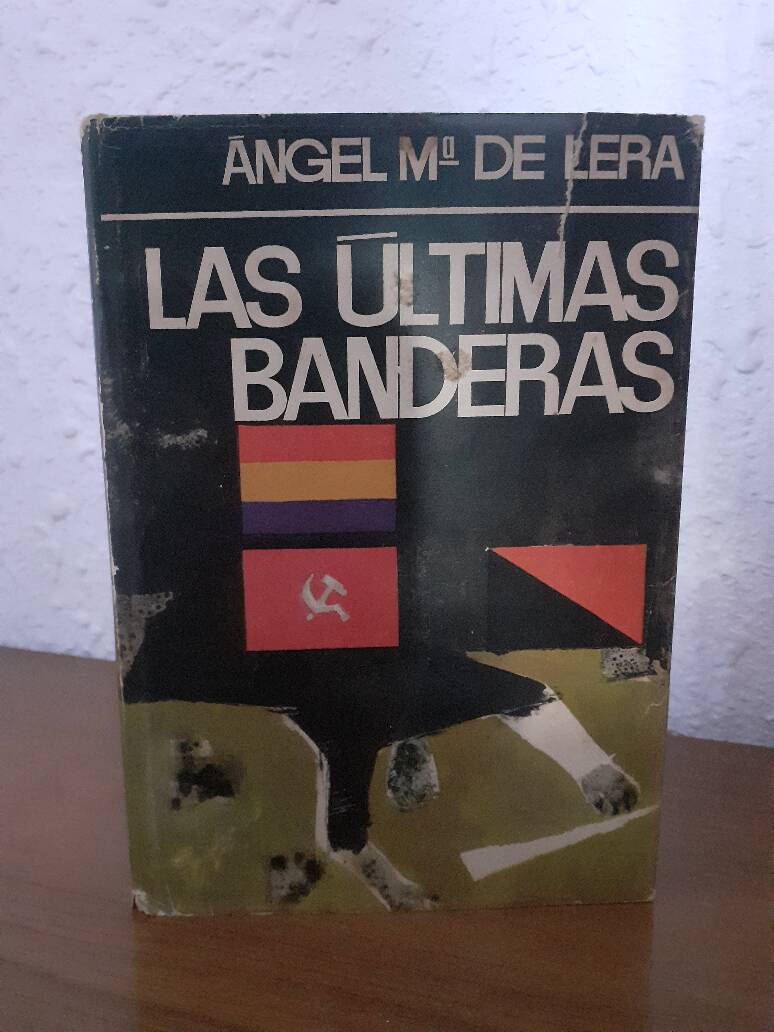 ÁNGEL Mª DE LERA
LAS ÚLTIMAS
BANDERAS